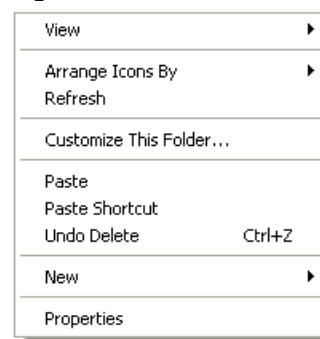 View
Arrange Icons By
Refresh
Customize This Folder...
Paste
Paste Shortcut
Undo Delete Ctrl+Z
New
Properties